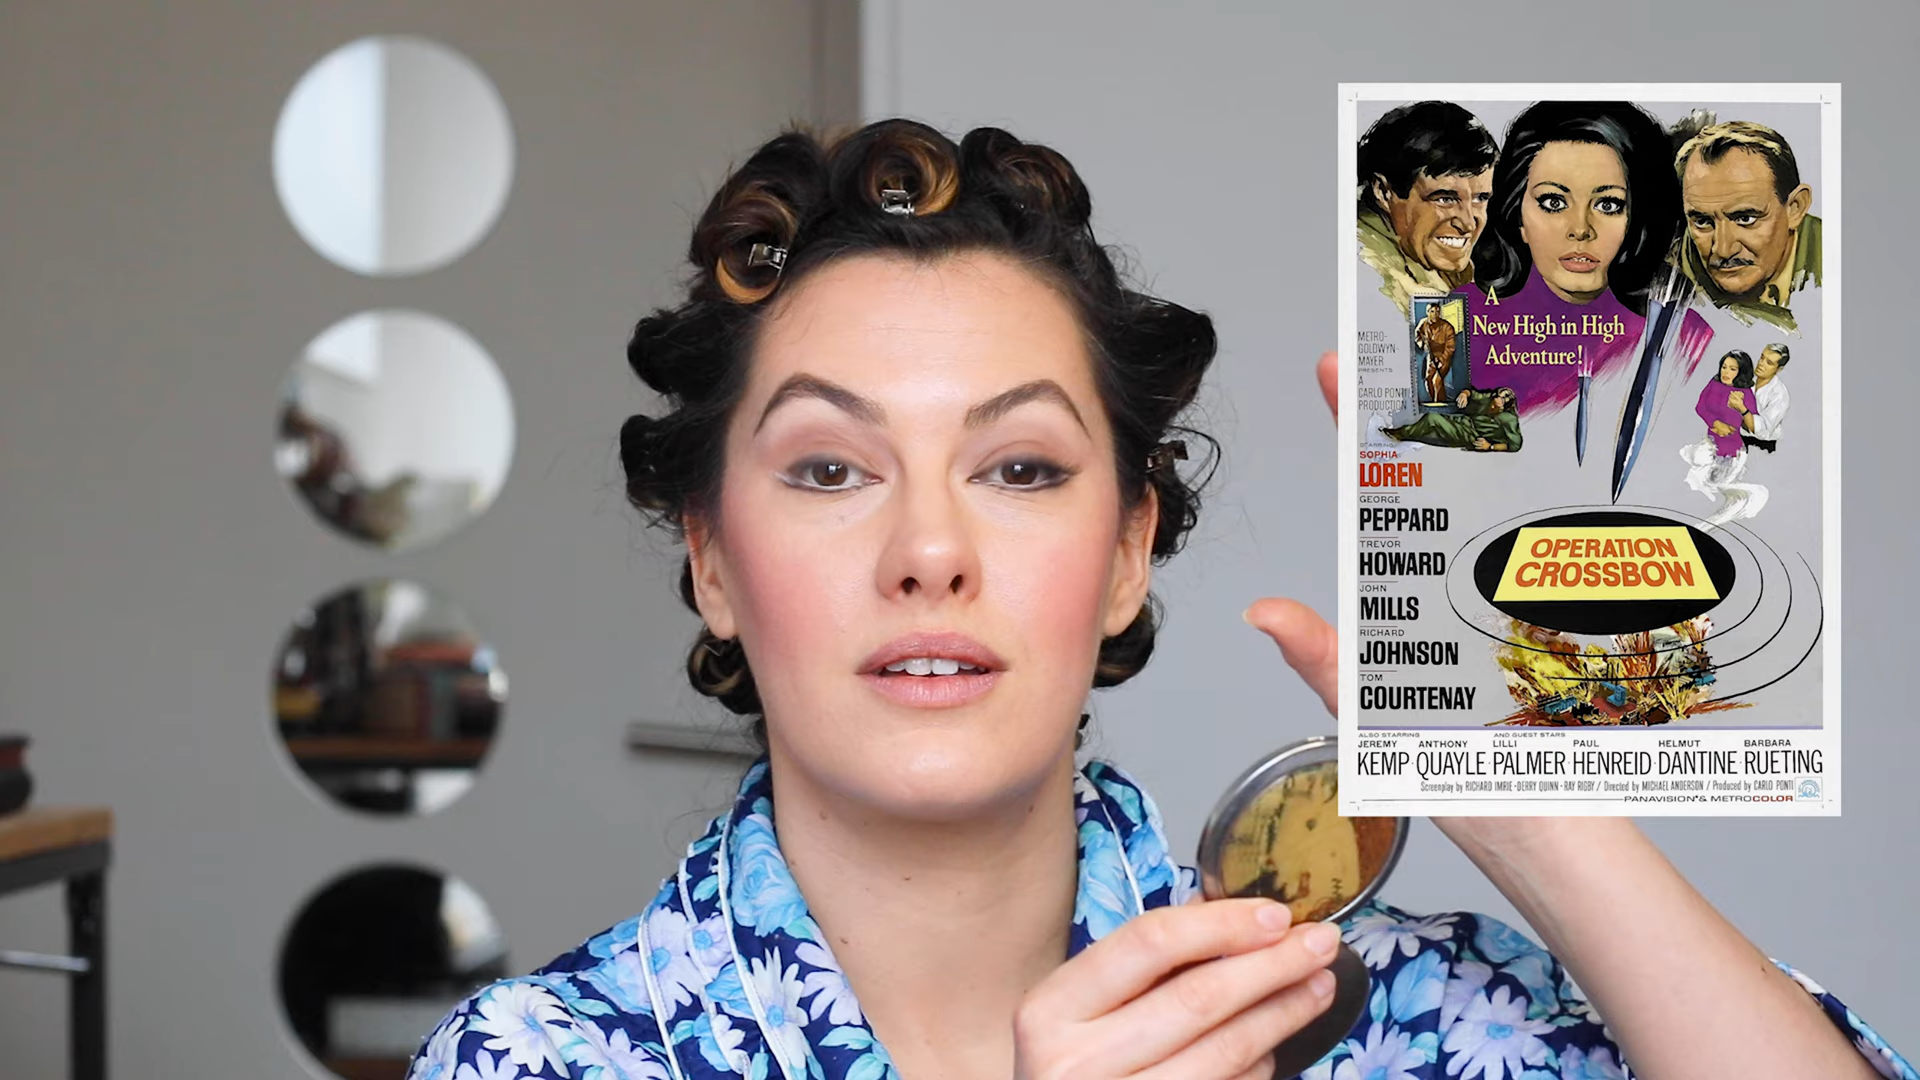 A
New High in High
Adventure!
METRO-
GOLDWYN-
MAYER
PRESENTS
A
CARLO PONTI
PRODUCTION
STARRING
SOPHIA
LOREN
GEORGE
PEPPARD
TREVOR
HOWARD
JOHN
MILLS
RICHARD
JOHNSON
TOM
COURTENAY
OPERATION
CROSSBOW
ALSO STARRING
AND GUEST STARS
JEREMY ANTHONY LILLI PAUL HELMUT BARBARA
KEMP · QUAYLE · PALMER · HENREID · DANTINE · RUETING
Screenplay by RICHARD IMRIE · DERRY QUINN · RAY RIGBY / Directed by MICHAEL ANDERSON / Produced by CARLO PONTI
PANAVISION® & METROCOLOR